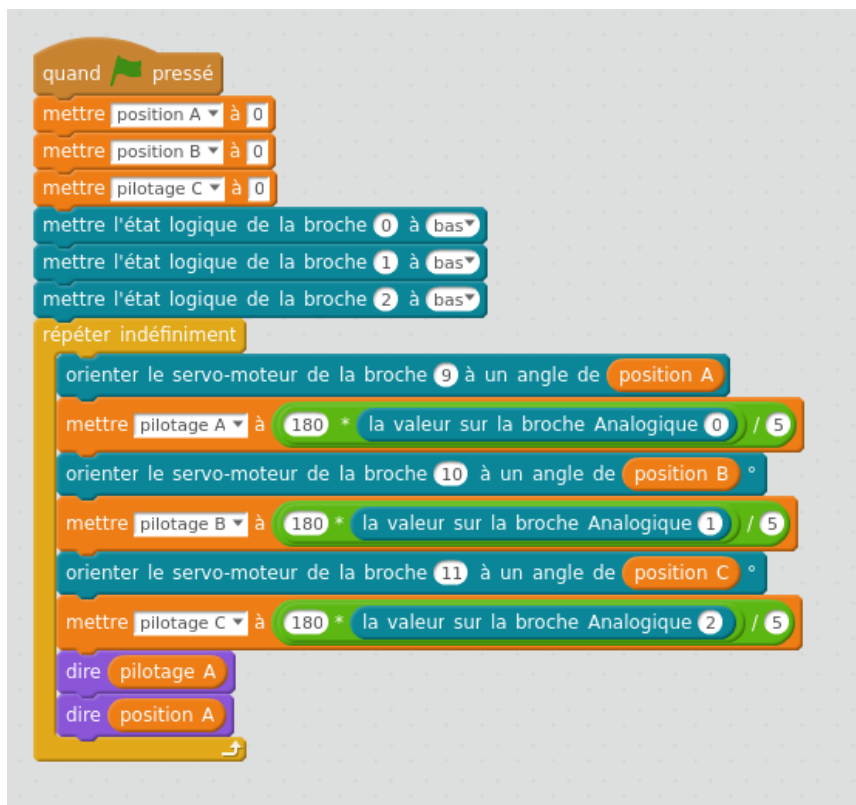 quand pressé
mettre position A à 0
mettre position B à 0
mettre pilotage C à 0
mettre l'état logique de la broche 0 à bas
mettre l'état logique de la broche 1 à bas
mettre l'état logique de la broche 2 à bas
répéter indéfiniment
orienter le servo-moteur de la broche 9 à un angle de position A
mettre pilotage A à 180 * la valeur sur la broche Analogique 0 / 5
orienter le servo-moteur de la broche 10 à un angle de position B °
mettre pilotage B à 180 * la valeur sur la broche Analogique 1 / 5
orienter le servo-moteur de la broche 11 à un angle de position C °
mettre pilotage C à 180 * la valeur sur la broche Analogique 2 / 5
dire pilotage A
dire position A